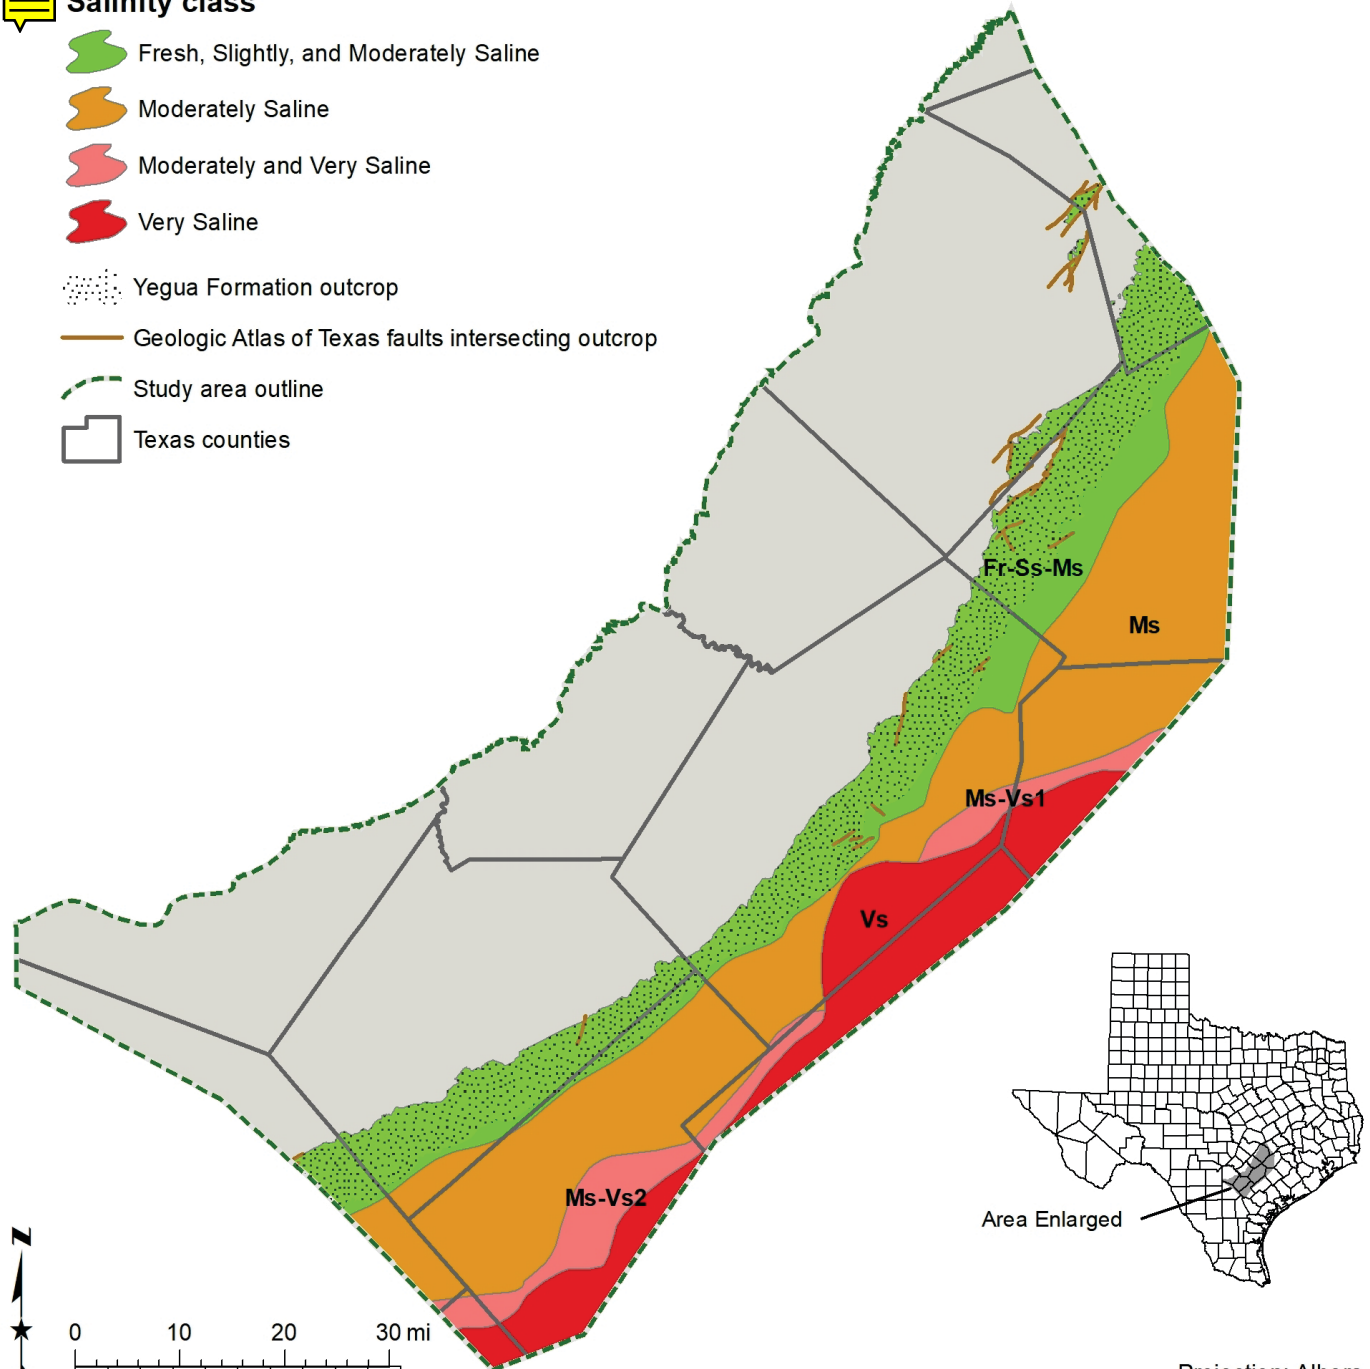 Salinity class
Fresh, Slightly, and Moderately Saline
Moderately Saline
Moderately and Very Saline
Very Saline
Yegua Formation outcrop
Geologic Atlas of Texas faults intersecting outcrop
Study area outline
Texas counties
Fr-Ss-Ms
Ms
Ms-Vs1
Vs
Ms-Vs2
Area Enlarged
N
0 10 20 30 mi